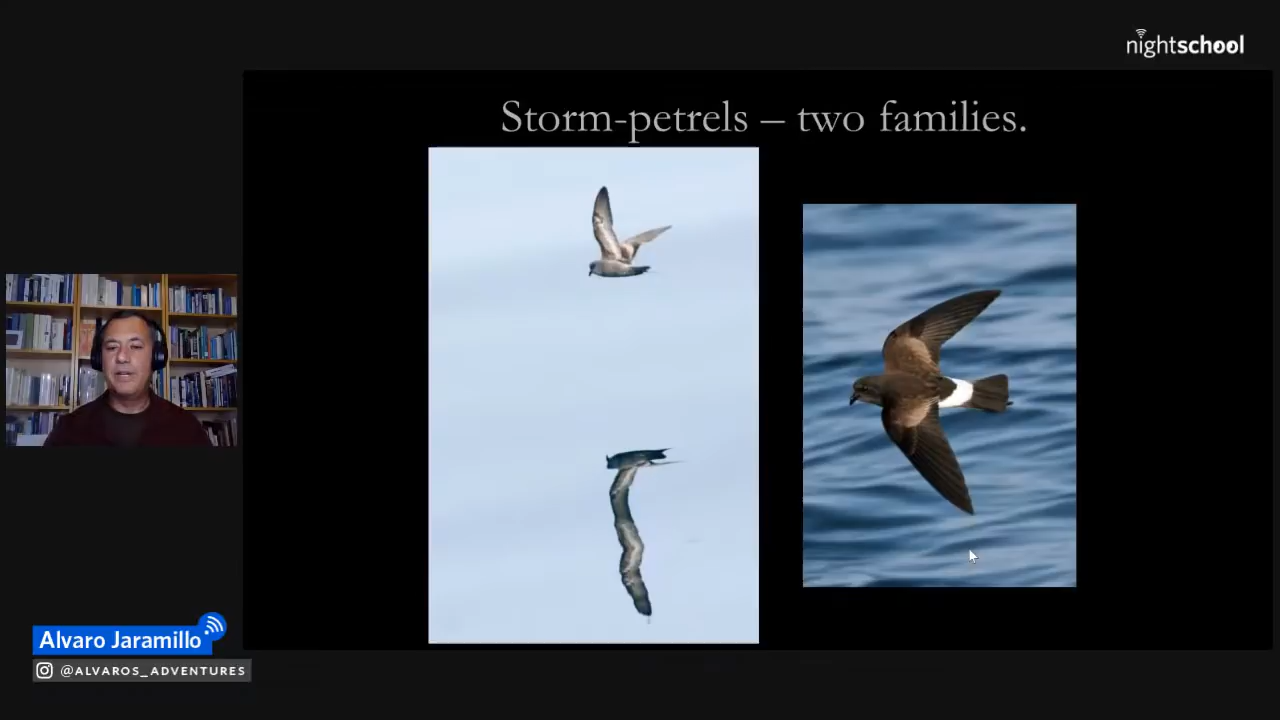 nightschool
Storm-petrels – two families.
Alvaro Jaramillo
@ALVAROS_ADVENTURES